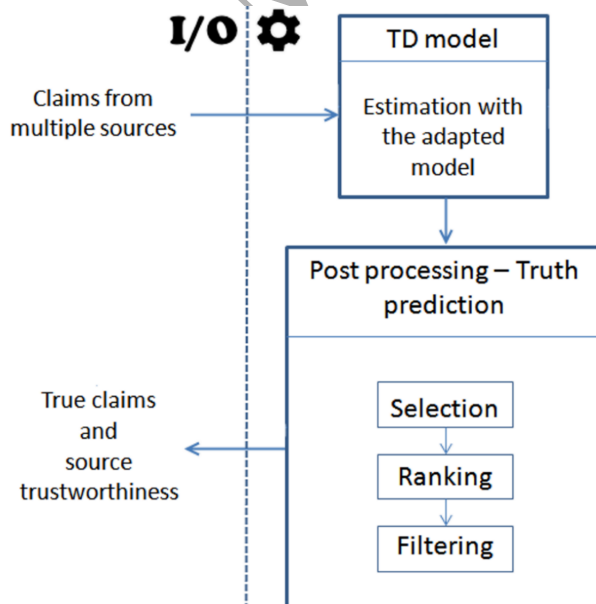 I/O
TD model
Claims from
multiple sources
Estimation with
the adapted
model
Post processing – Truth
prediction
True claims
and
source
trustworthiness
Selection
Ranking
Filtering